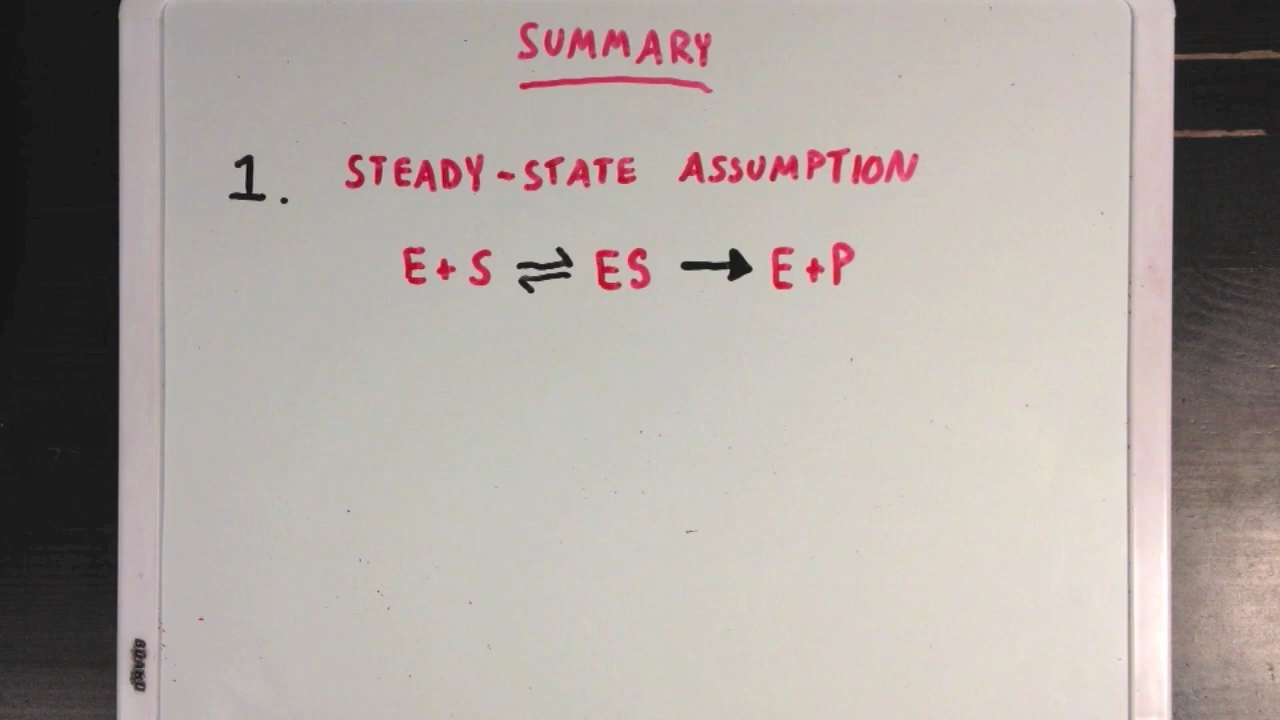 SUMMARY
1. STEADY-STATE ASSUMPTION
E+S ⇌ ES → E+P